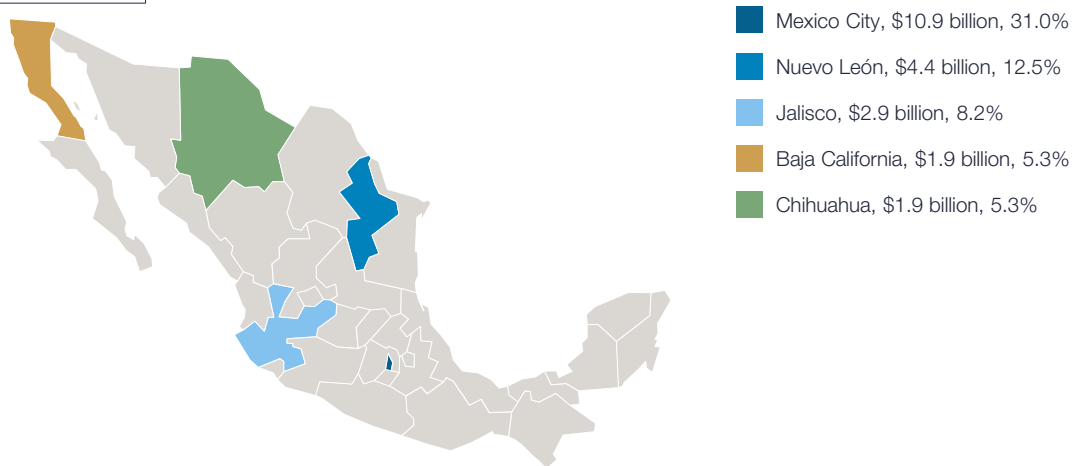 Mexico City, $10.9 billion, 31.0%
Nuevo León, $4.4 billion, 12.5%
Jalisco, $2.9 billion, 8.2%
Baja California, $1.9 billion, 5.3%
Chihuahua, $1.9 billion, 5.3%